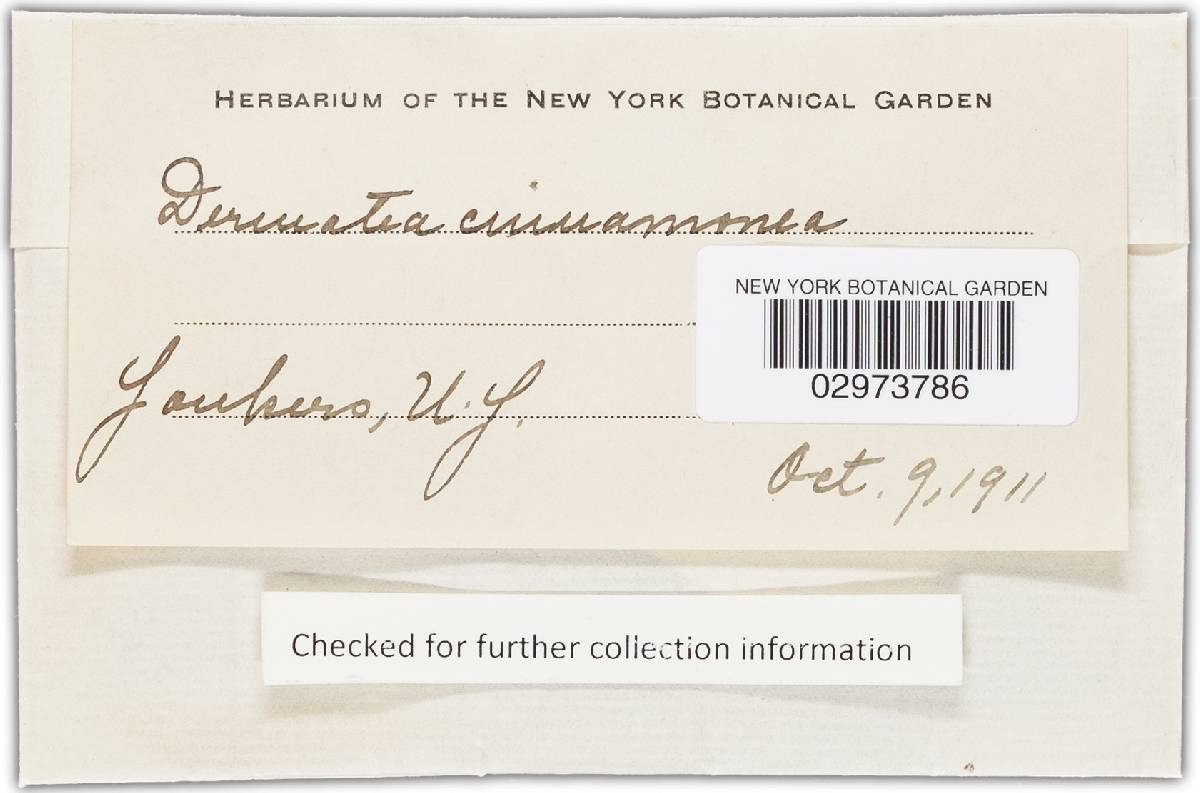 HERBARIUM OF THE NEW YORK BOTANICAL GARDEN
Dermatea cinnamonea
NEW YORK BOTANICAL GARDEN
02973786
Yonkers, N.Y.
Oct. 9, 1911
Checked for further collection information